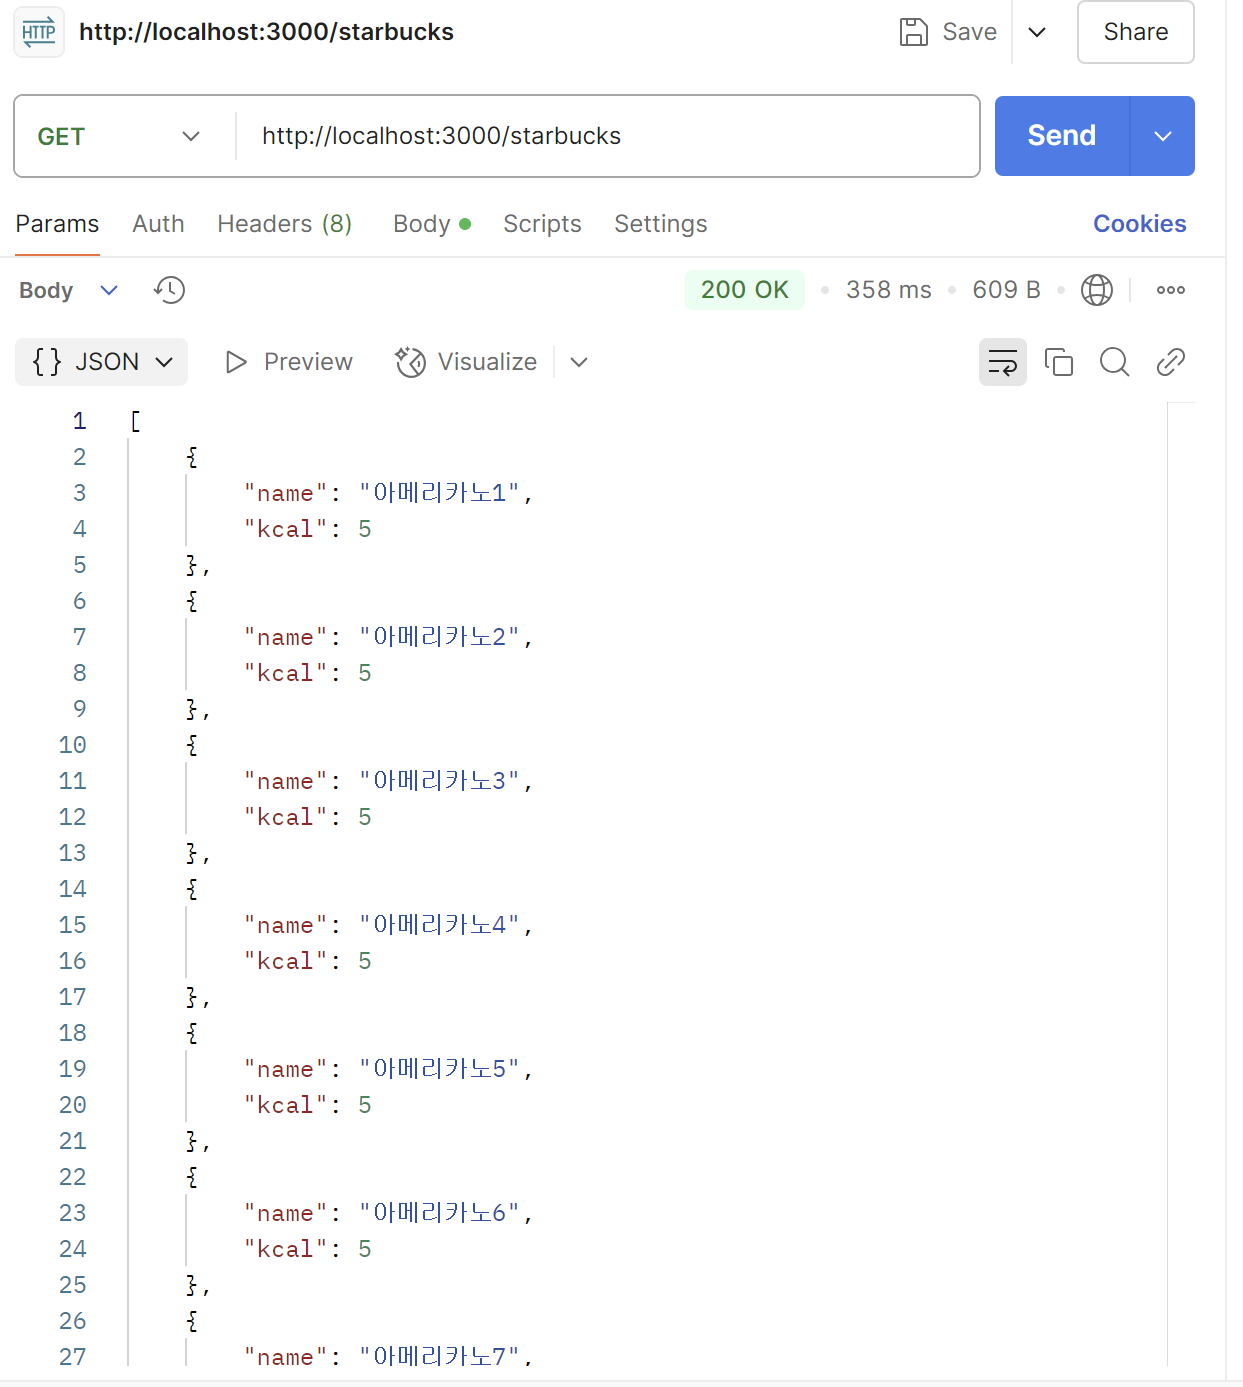 HTTP http://localhost:3000/starbucks Save Share
GET http://localhost:3000/starbucks Send
Params Auth Headers (8) Body Scripts Settings Cookies
Body 200 OK 358 ms 609 B
{} JSON Preview Visualize
1 [
2 {
3 "name": "아메리카노1",
4 "kcal": 5
5 },
6 {
7 "name": "아메리카노2",
8 "kcal": 5
9 },
10 {
11 "name": "아메리카노3",
12 "kcal": 5
13 },
14 {
15 "name": "아메리카노4",
16 "kcal": 5
17 },
18 {
19 "name": "아메리카노5",
20 "kcal": 5
21 },
22 {
23 "name": "아메리카노6",
24 "kcal": 5
25 },
26 {
27 "name": "아메리카노7",